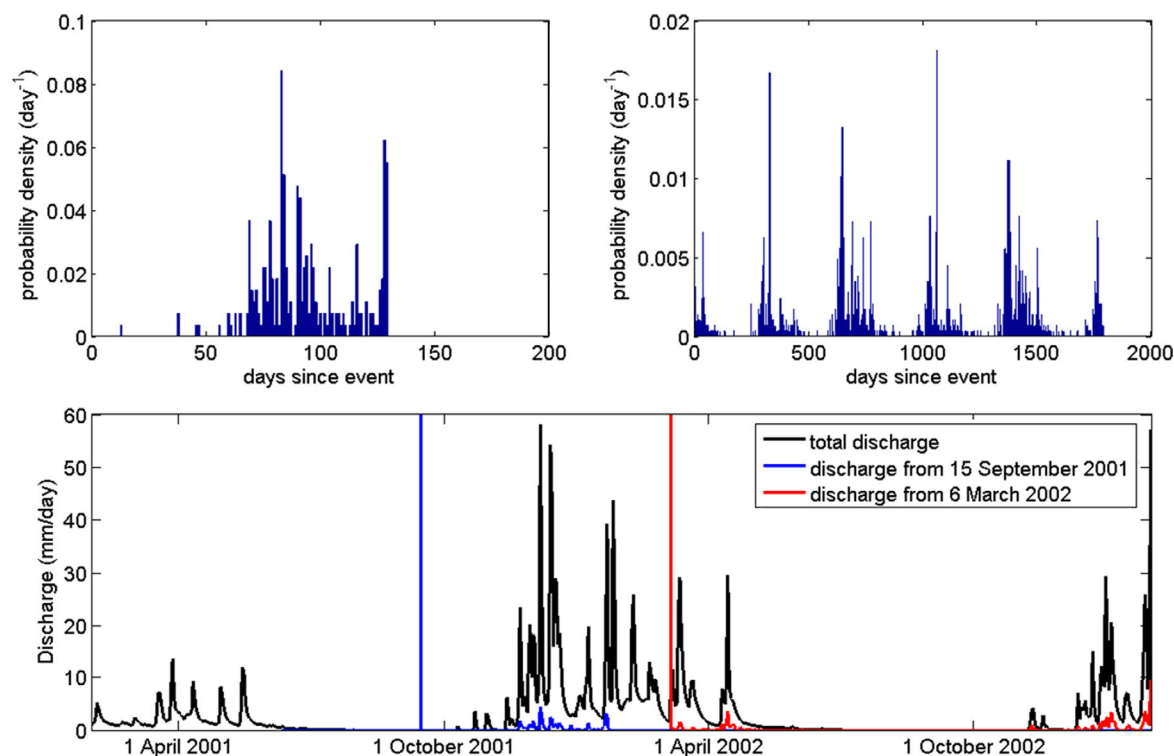 0.1
0.08
0.06
0.04
0.02
0
probability density (day-1)
0 50 100 150 200
days since event
0.02
0.015
0.01
0.005
0
probability density (day-1)
0 500 1000 1500 2000
days since event
60
50
40
30
20
10
0
Discharge (mm/day)
total discharge
discharge from 15 September 2001
discharge from 6 March 2002
1 April 2001 1 October 2001 1 April 2002 1 October 2002